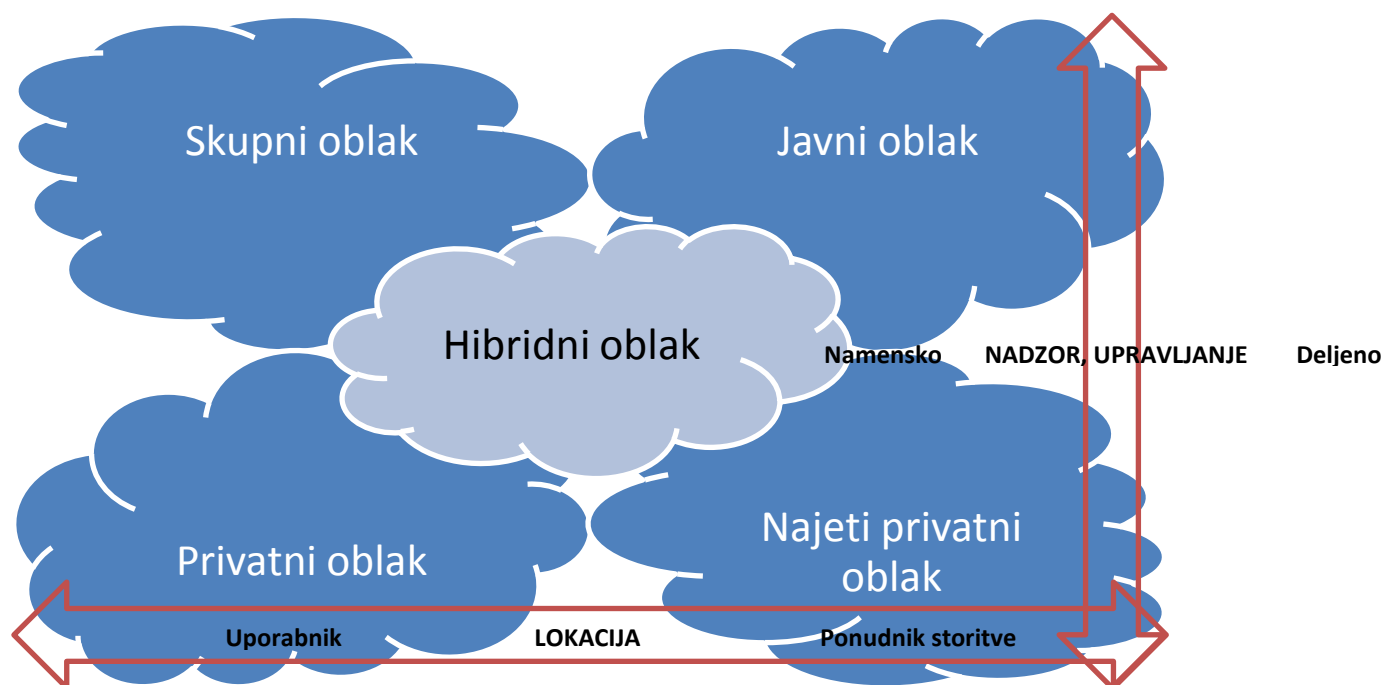 Skupni oblak
Javni oblak
Hibridni oblak
Namensko NADZOR, UPRAVLJANJE Deljeno
Privatni oblak
Najeti privatni
oblak
Uporabnik LOKACIJA Ponudnik storitve